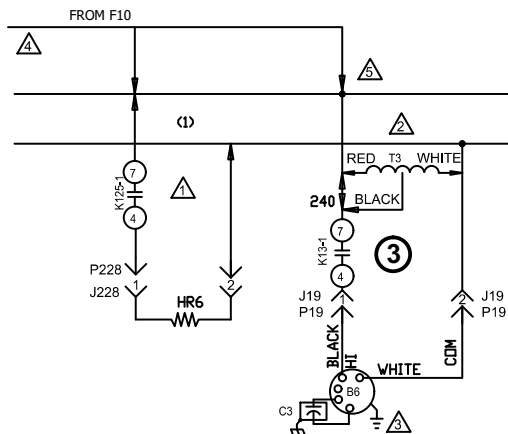 FROM F10
4
5
(1)
2
RED T3 WHITE
7
K125-1
4
1
240
BLACK
7
K13-1
4
3
P228
J228
1
2
HR6
J19
P19
1
2
J19
P19
BLACK
HI
WHITE
COM
B6
C3
3